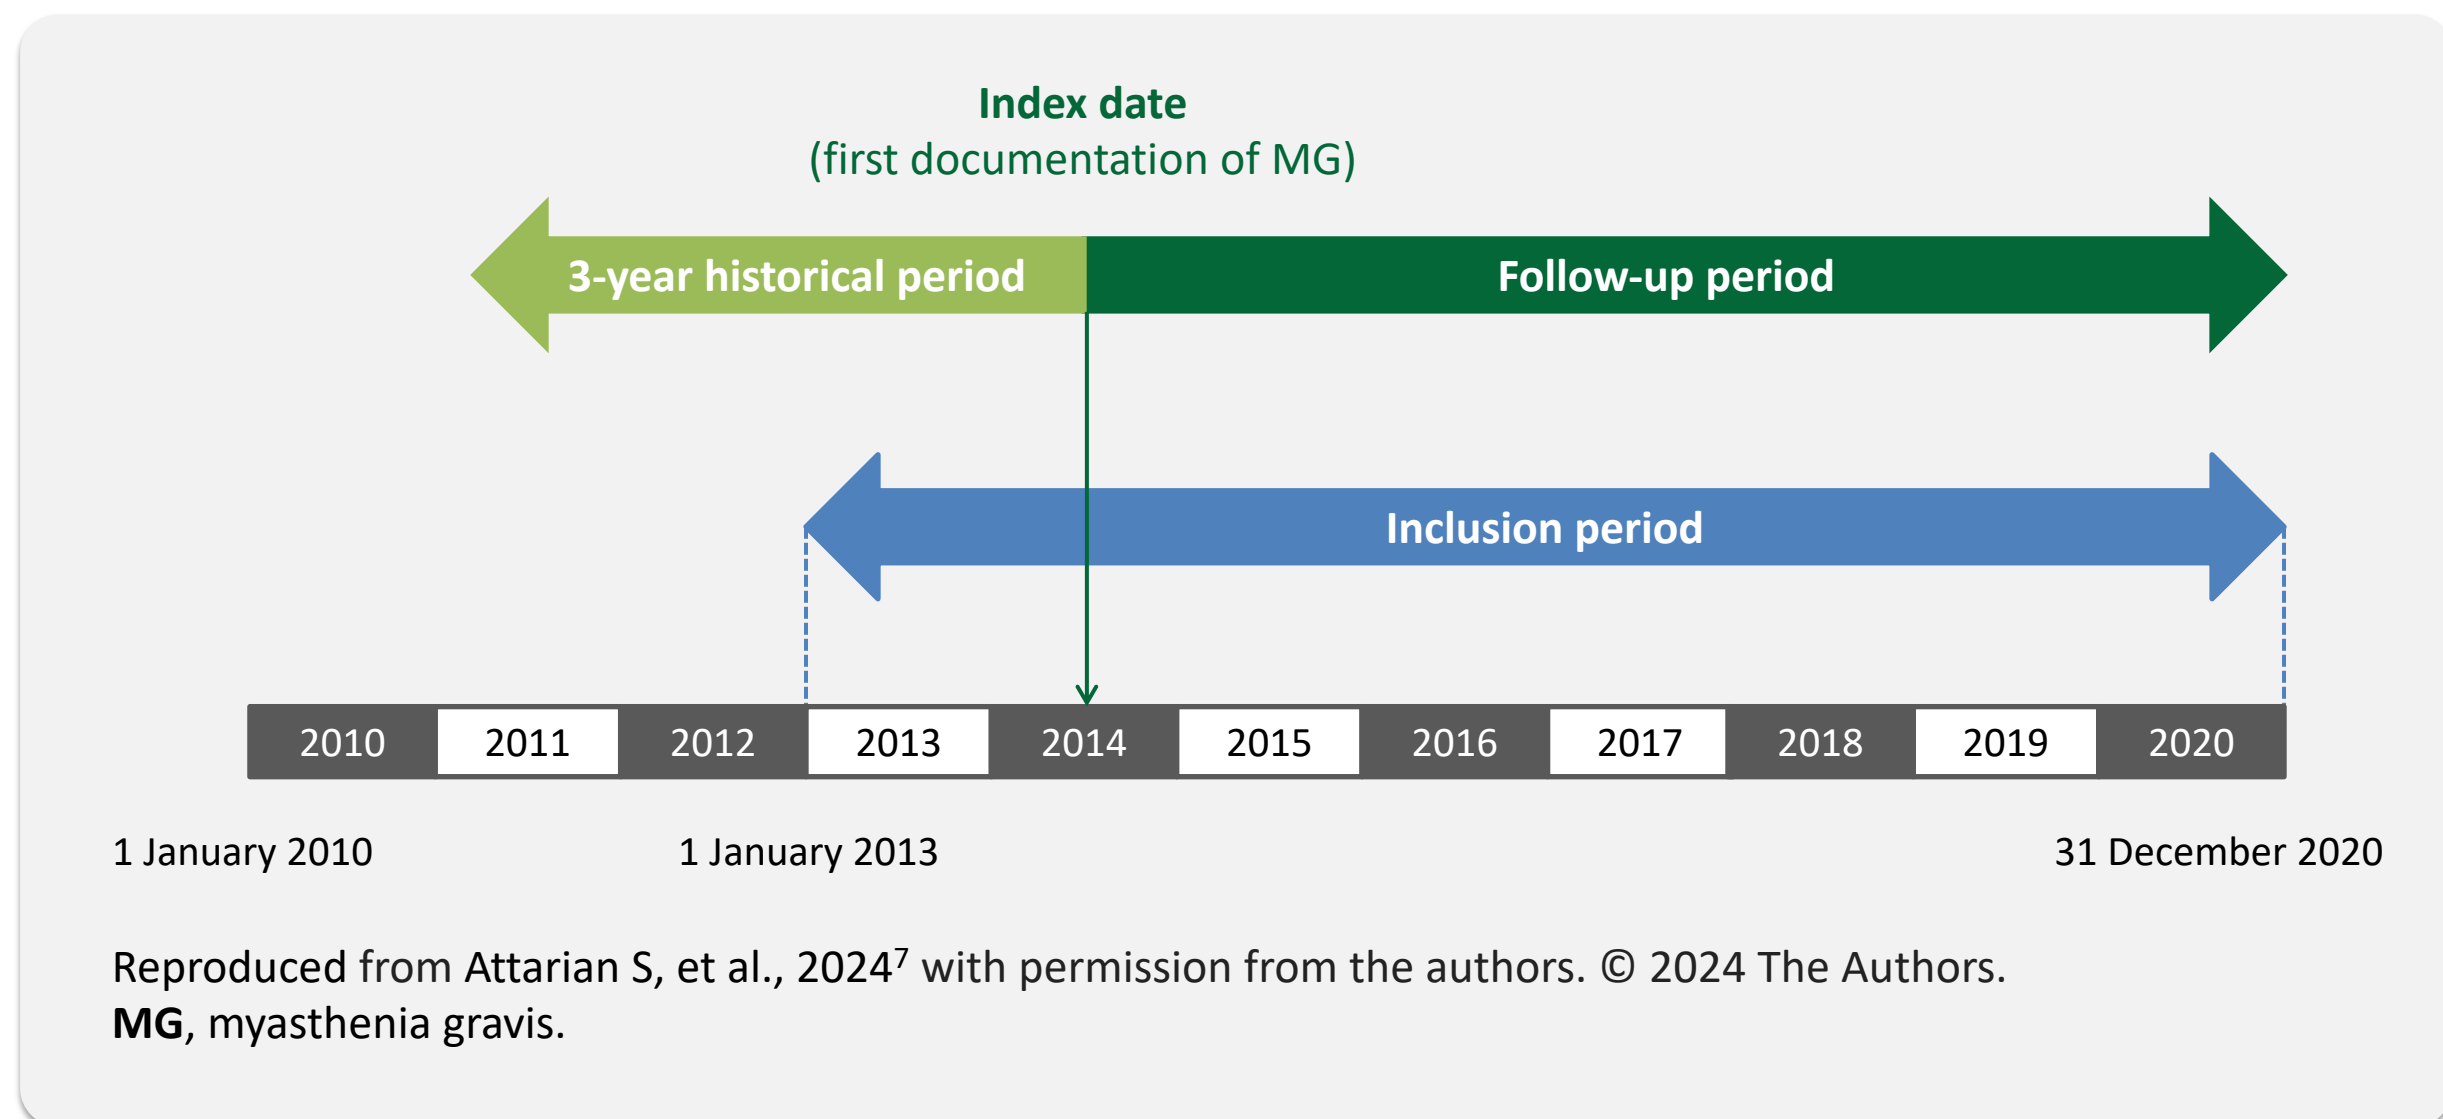 Index date
(first documentation of MG)
3-year historical period
Follow-up period
Inclusion period
2010 2011 2012 2013 2014 2015 2016 2017 2018 2019 2020
1 January 2010 1 January 2013 31 December 2020
Reproduced from Attarian S, et al., 2024⁷ with permission from the authors. © 2024 The Authors.
MG, myasthenia gravis.